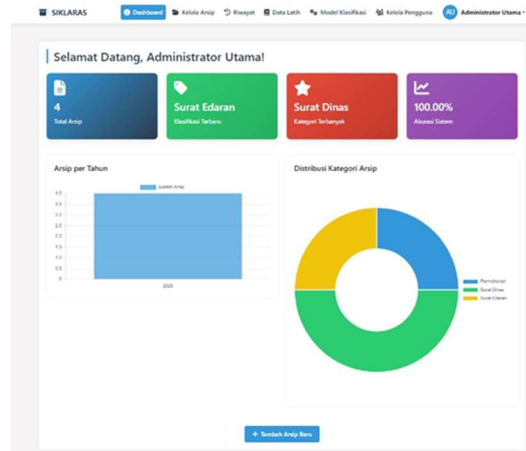 SIKLARAS
Dashboard Kelola Arsip Riwayat Data Latih Model Klasifikasi Kelola Pengguna AU Administrator Utama
Selamat Datang, Administrator Utama!
4
Total Arsip
Surat Edaran
Klasifikasi Terbaru
Surat Dinas
Kategori Terbanyak
100.00%
Akurasi Sistem
Arsip per Tahun
Jumlah Arsip
4.0
3.5
3.0
2.5
2.0
1.5
1.0
0.5
0
2025
Distribusi Kategori Arsip
Permohonan
Surat Dinas
Surat Edaran
+ Tambah Arsip Baru